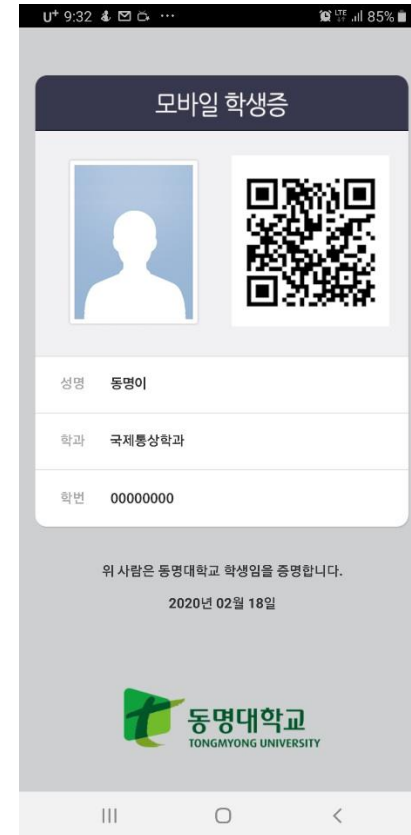 U+ 9:32 ···
LTE 85%
모바일 학생증
성명 동명이
학과 국제통상학과
학번 00000000
위 사람은 동명대학교 학생임을 증명합니다.
2020년 02월 18일
동명대학교
TONGMYONG UNIVERSITY